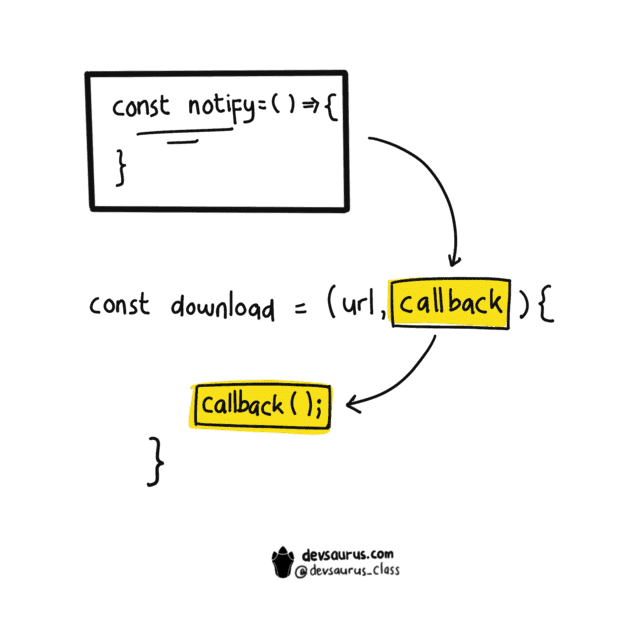 const notify=()=>{
}
const download = (url, callback){
callback();
}
devsaurus.com
@devsaurus_class